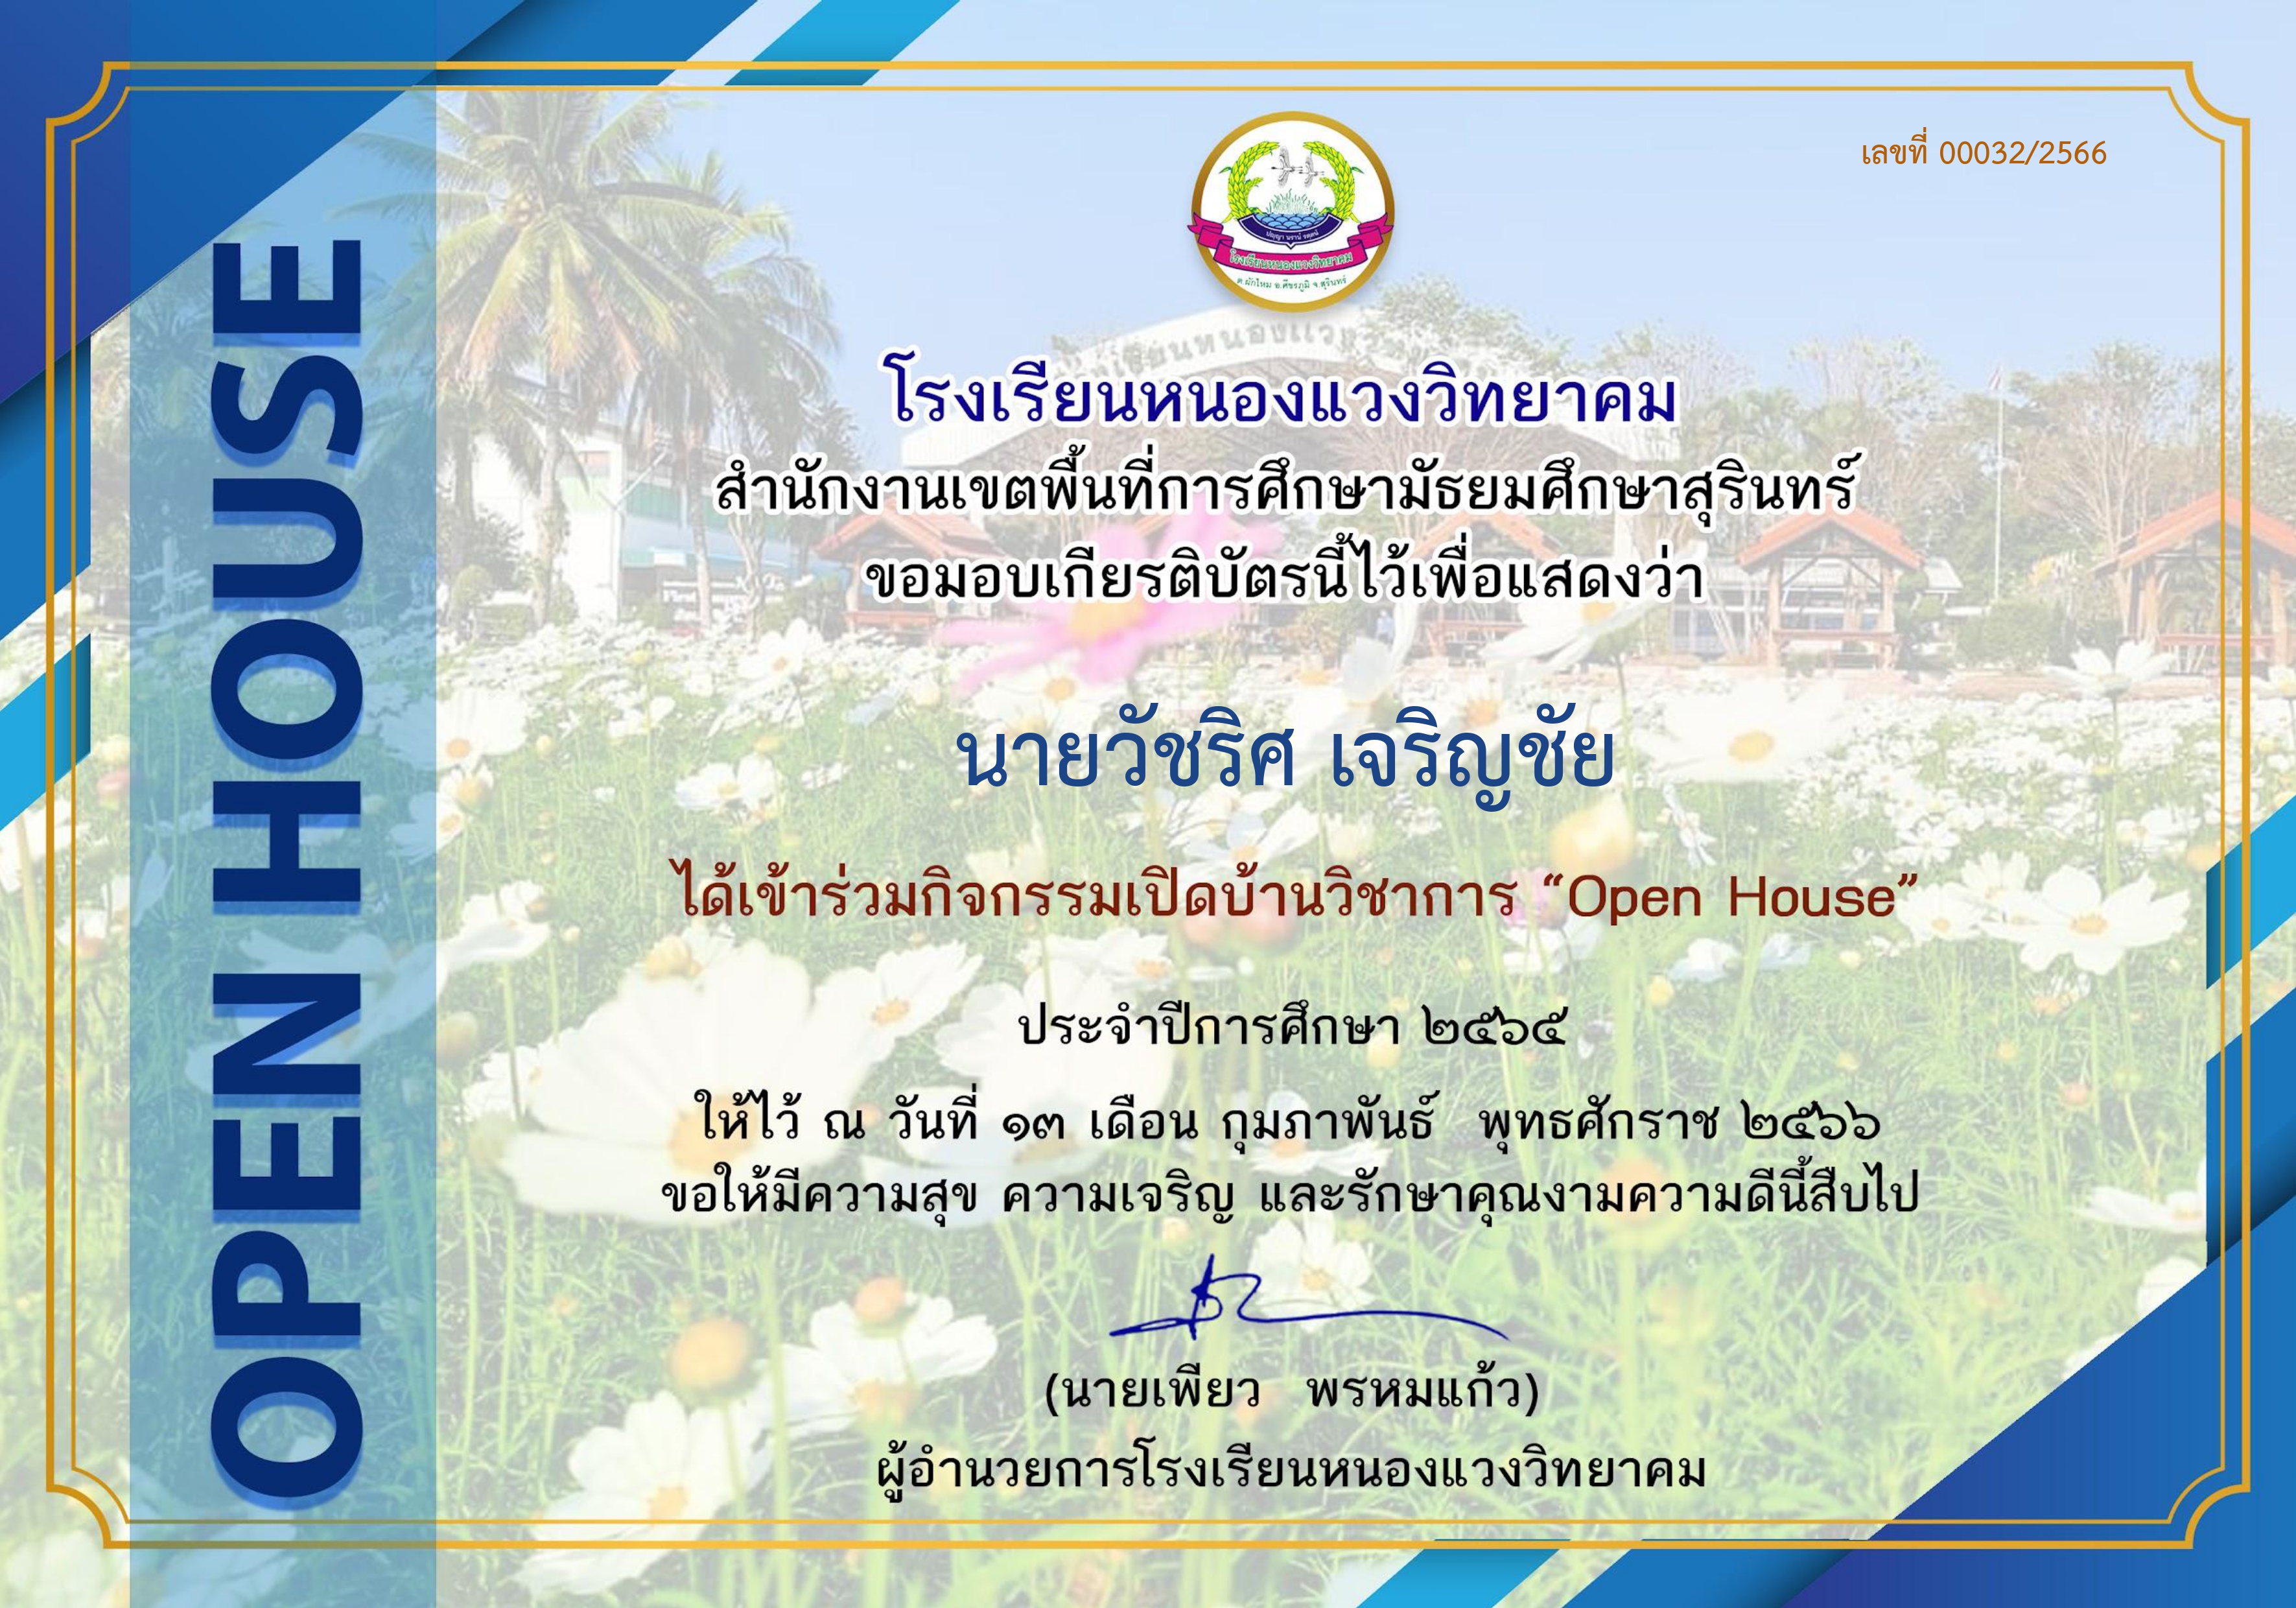 เลขที่ 00032/2566
ปญฺญา นรานํ รตฺตนํ
โรงเรียนหนองแวงวิทยาคม
ต.ผักไหม อ.ศีขรภูมิ จ.สุรินทร์
โรงเรียนหนองแวงวิทยาคม
สำนักงานเขตพื้นที่การศึกษามัธยมศึกษาสุรินทร์
ขอมอบเกียรติบัตรนี้ไว้เพื่อแสดงว่า
นายวัชริศ เจริญชัย
ได้เข้าร่วมกิจกรรมเปิดบ้านวิชาการ “Open House”
ประจำปีการศึกษา ๒๕๖๕
ให้ไว้ ณ วันที่ ๑๓ เดือน กุมภาพันธ์ พุทธศักราช ๒๕๖๖
ขอให้มีความสุข ความเจริญ และรักษาคุณงามความดีนี้สืบไป
(นายเพียว พรหมแก้ว)
ผู้อำนวยการโรงเรียนหนองแวงวิทยาคม
OPEN HOUSE